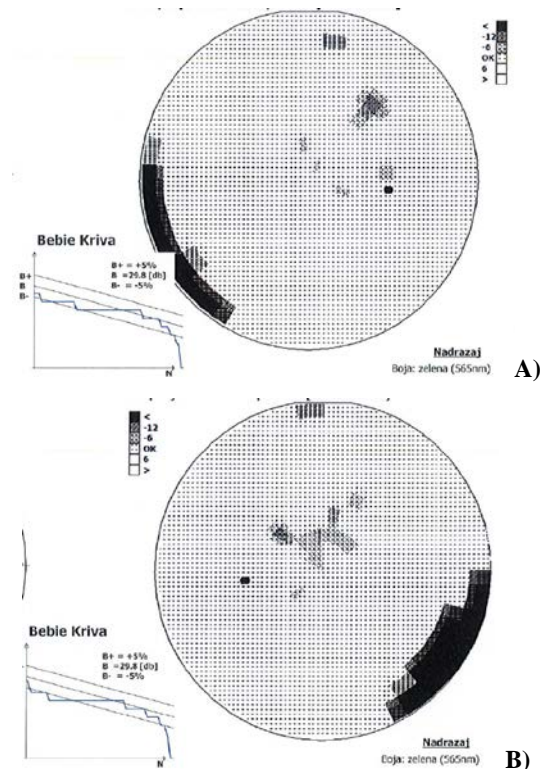 <
-12
-6
OK
6
>
Bebie Kriva
B+ = +5%
B =29.8 [db]
B- = -5%
B+
B
B-
N
Nadrazaj
Boja: zelena (565nm)
A)
<
-12
-6
OK
6
>
Bebie Kriva
B+ = +5%
B =29.8 [db]
B- = -5%
N
Nadrazaj
Boja: zelena (565nm)
B)